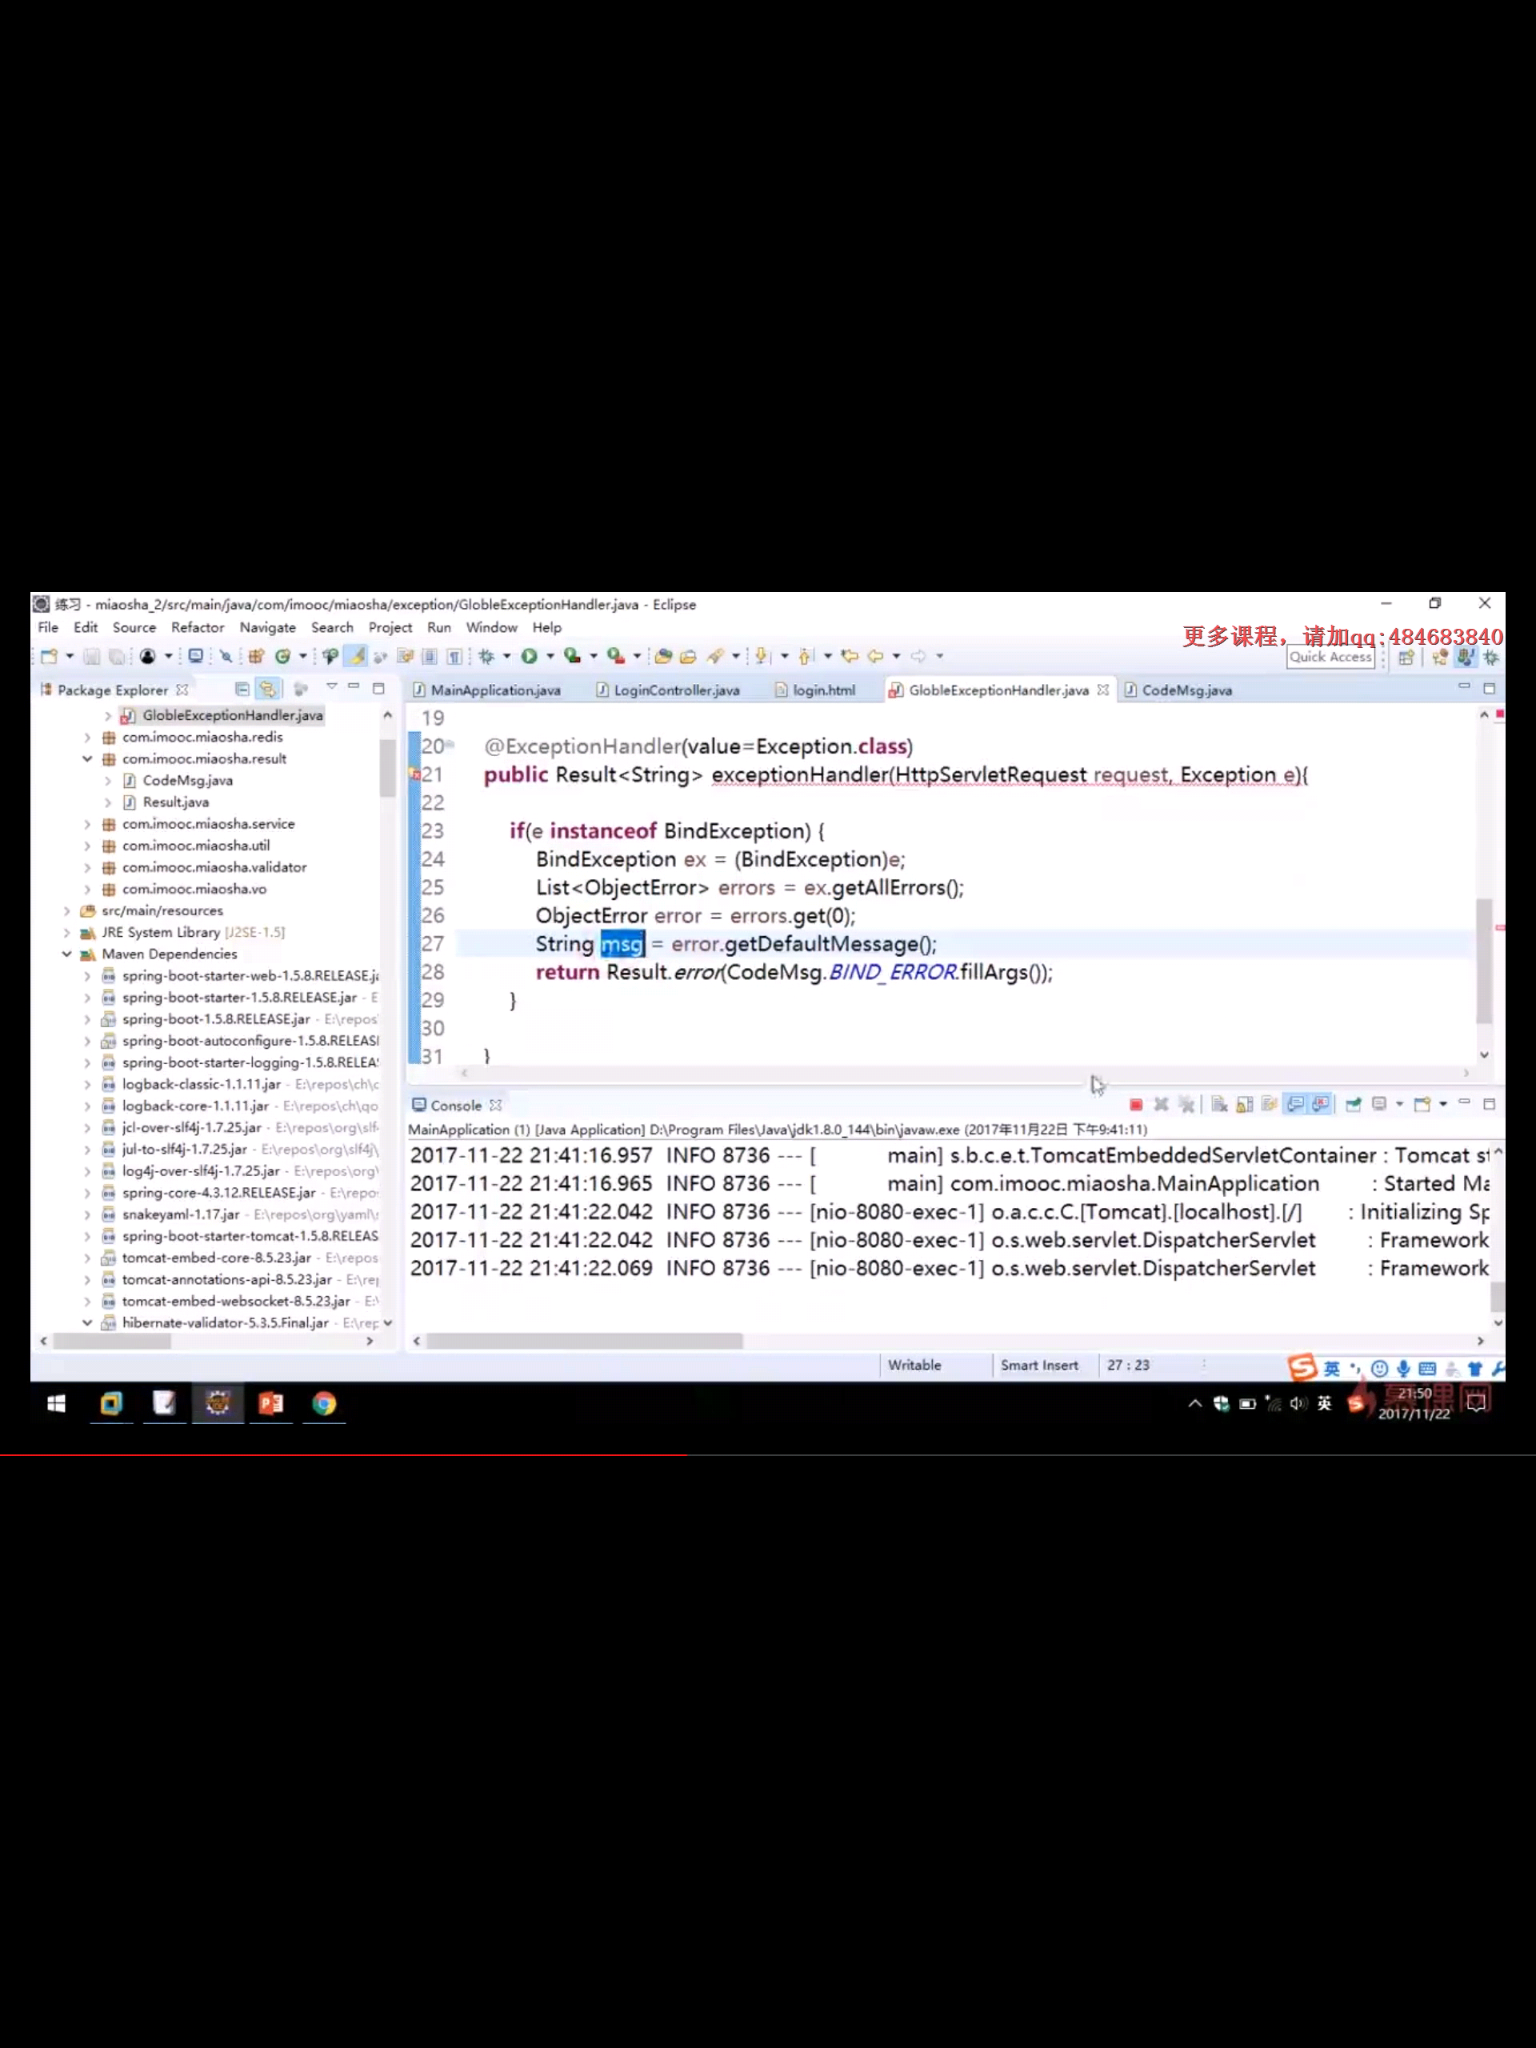 练习 - miaosha_2/src/main/java/com/imooc/miaosha/exception/GlobleExceptionHandler.java - Eclipse
File Edit Source Refactor Navigate Search Project Run Window Help
更多课程，请加qq:484683840
Quick Access
Package Explorer
MainApplication.java LoginController.java login.html GlobleExceptionHandler.java CodeMsg.java
GlobleExceptionHandler.java
com.imooc.miaosha.redis
com.imooc.miaosha.result
CodeMsg.java
Result.java
com.imooc.miaosha.service
com.imooc.miaosha.util
com.imooc.miaosha.validator
com.imooc.miaosha.vo
src/main/resources
JRE System Library [J2SE-1.5]
Maven Dependencies
spring-boot-starter-web-1.5.8.RELEASE.ja
spring-boot-starter-1.5.8.RELEASE.jar - E
spring-boot-1.5.8.RELEASE.jar - E:\repos
spring-boot-autoconfigure-1.5.8.RELEASI
spring-boot-starter-logging-1.5.8.RELEA
logback-classic-1.1.11.jar - E:\repos\ch\c
logback-core-1.1.11.jar - E:\repos\ch\qo
jcl-over-slf4j-1.7.25.jar - E:\repos\org\slf
jul-to-slf4j-1.7.25.jar - E:\repos\org\slf4j\
log4j-over-slf4j-1.7.25.jar - E:\repos\org\
spring-core-4.3.12.RELEASE.jar - E:\repo
snakeyaml-1.17.jar - E:\repos\org\yaml\
spring-boot-starter-tomcat-1.5.8.RELEAS
tomcat-embed-core-8.5.23.jar - E:\repos
tomcat-annotations-api-8.5.23.jar - E:\re
tomcat-embed-websocket-8.5.23.jar - E:\
hibernate-validator-5.3.5.Final.jar - E:\rep
19
20 @ExceptionHandler(value=Exception.class)
21 public Result<String> exceptionHandler(HttpServletRequest request, Exception e){
22
23 if(e instanceof BindException) {
24 BindException ex = (BindException)e;
25 List<ObjectError> errors = ex.getAllErrors();
26 ObjectError error = errors.get(0);
27 String msg = error.getDefaultMessage();
28 return Result.error(CodeMsg.BIND_ERROR.fillArgs());
29 }
30
31 }
Console
MainApplication (1) [Java Application] D:\Program Files\Java\jdk1.8.0_144\bin\javaw.exe (2017年11月22日 下午9:41:11)
2017-11-22 21:41:16.957 INFO 8736 --- [ main] s.b.c.e.t.TomcatEmbeddedServletContainer : Tomcat st
2017-11-22 21:41:16.965 INFO 8736 --- [ main] com.imooc.miaosha.MainApplication : Started Ma
2017-11-22 21:41:22.042 INFO 8736 --- [nio-8080-exec-1] o.a.c.c.C.[Tomcat].[localhost].[/] : Initializing Sp
2017-11-22 21:41:22.042 INFO 8736 --- [nio-8080-exec-1] o.s.web.servlet.DispatcherServlet : Framework
2017-11-22 21:41:22.069 INFO 8736 --- [nio-8080-exec-1] o.s.web.servlet.DispatcherServlet : Framework
Writable Smart Insert 27 : 23
英
英 21:50
2017/11/22
慕课网